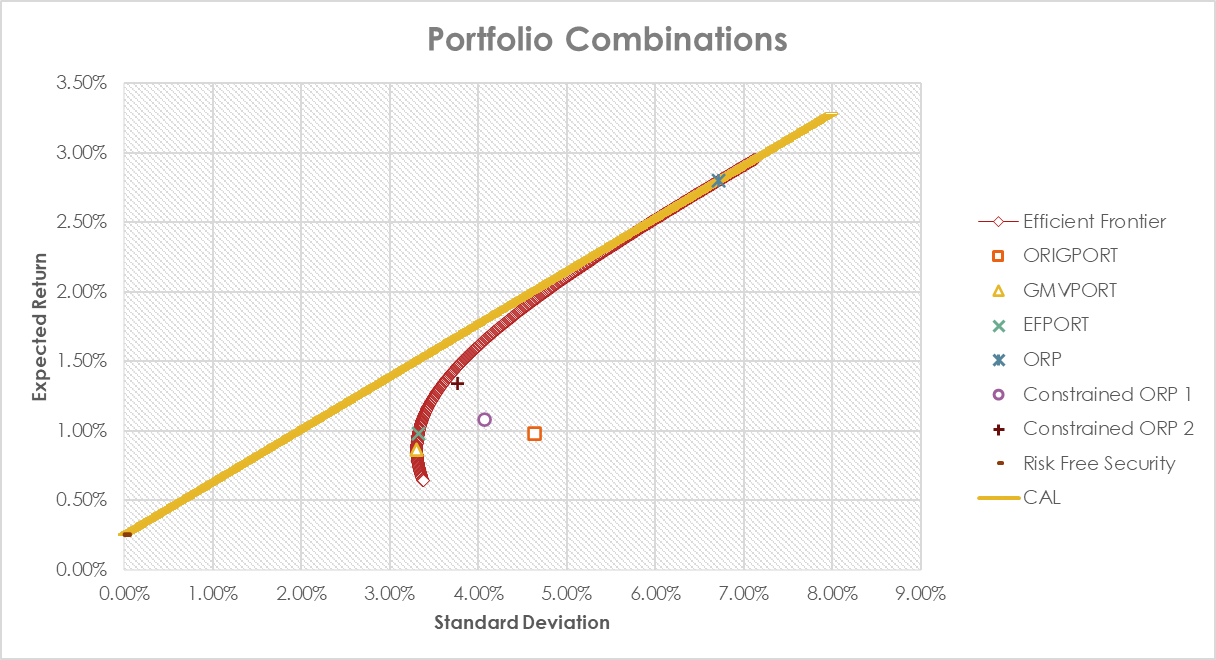 Portfolio Combinations
3.50%
3.00%
2.50%
2.00%
1.50%
1.00%
0.50%
0.00%
Expected Return
0.00% 1.00% 2.00% 3.00% 4.00% 5.00% 6.00% 7.00% 8.00% 9.00%
Standard Deviation
Efficient Frontier
ORIGPORT
GMVPORT
EFPORT
ORP
Constrained ORP 1
Constrained ORP 2
Risk Free Security
CAL